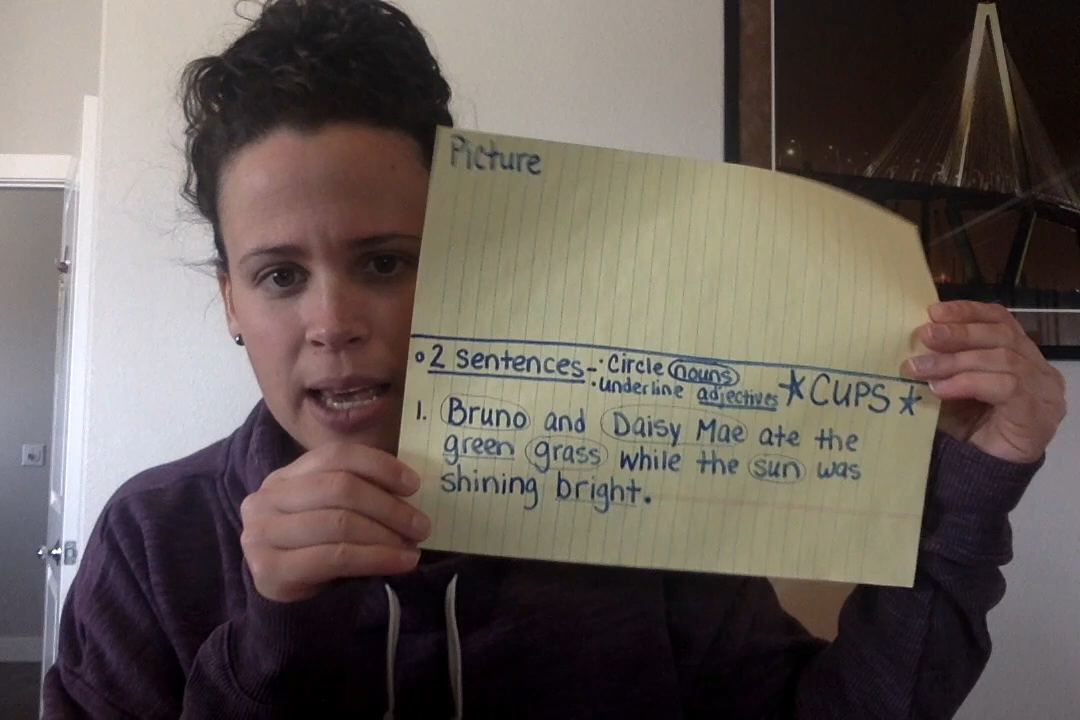 Picture
• 2 Sentences - • Circle nouns
• underline adjectives ★ CUPS ★
1. Bruno and Daisy Mae ate the
green grass while the sun was
shining bright.